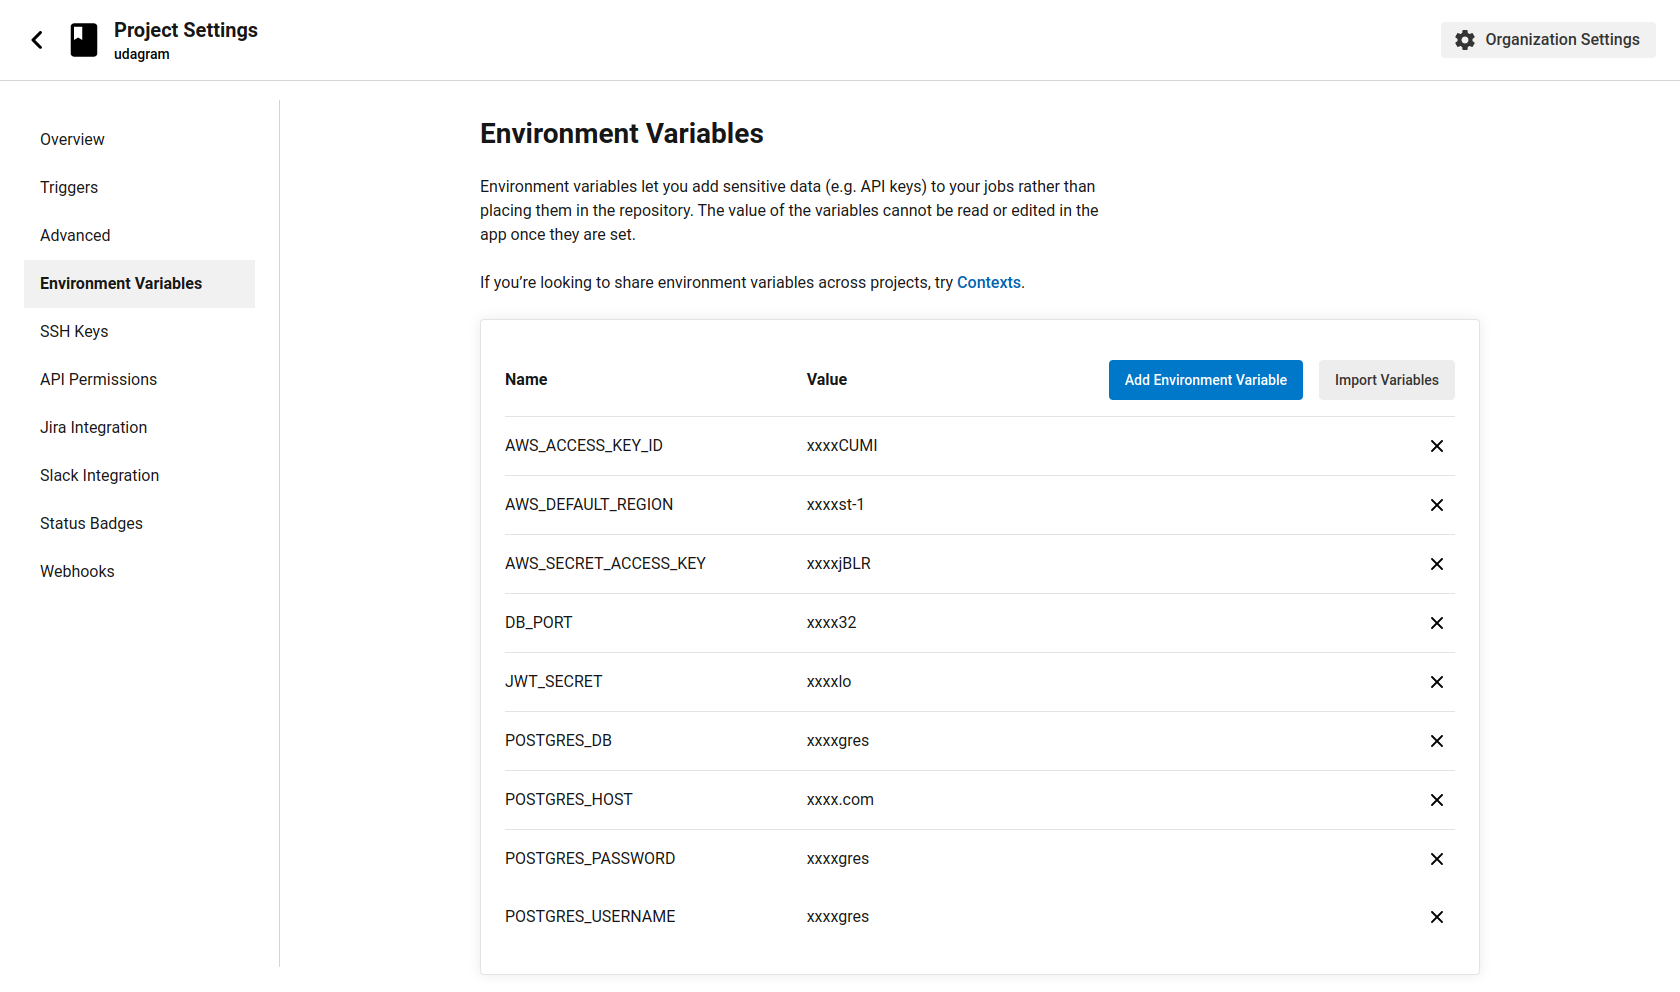 Project Settings
udagram
Organization Settings
Overview
Triggers
Advanced
Environment Variables
SSH Keys
API Permissions
Jira Integration
Slack Integration
Status Badges
Webhooks
Environment Variables
Environment variables let you add sensitive data (e.g. API keys) to your jobs rather than
placing them in the repository. The value of the variables cannot be read or edited in the
app once they are set.
If you’re looking to share environment variables across projects, try Contexts.
Name Value Add Environment Variable Import Variables
AWS_ACCESS_KEY_ID xxxxCUMI
AWS_DEFAULT_REGION xxxxst-1
AWS_SECRET_ACCESS_KEY xxxxjBLR
DB_PORT xxxx32
JWT_SECRET xxxxlo
POSTGRES_DB xxxxgres
POSTGRES_HOST xxxx.com
POSTGRES_PASSWORD xxxxgres
POSTGRES_USERNAME xxxxgres